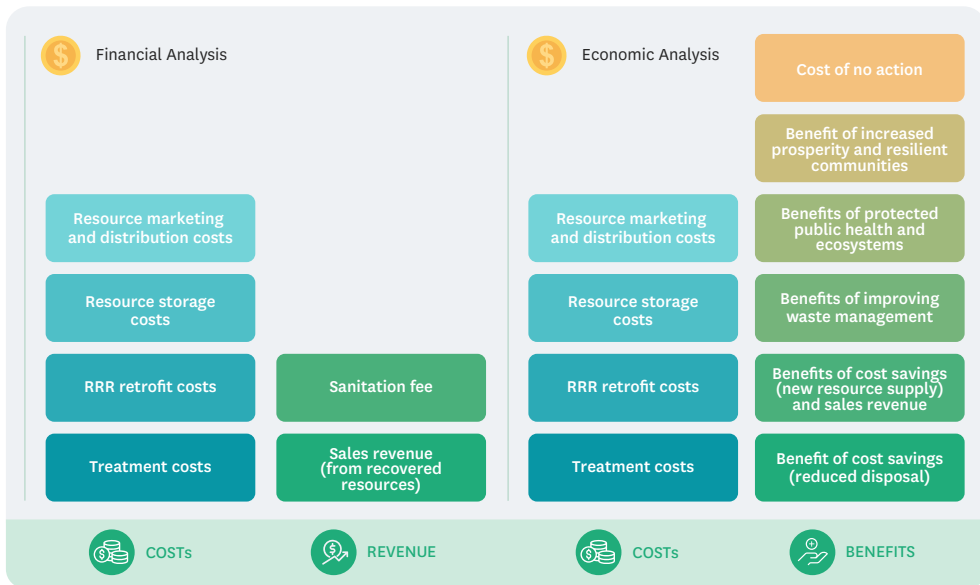 Financial Analysis
Resource marketing
and distribution costs
Resource storage
costs
RRR retrofit costs
Treatment costs
Sanitation fee
Sales revenue
(from recovered
resources)
COSTs
REVENUE
Economic Analysis
Resource marketing
and distribution costs
Resource storage
costs
RRR retrofit costs
Treatment costs
Cost of no action
Benefit of increased
prosperity and resilient
communities
Benefits of protected
public health and
ecosystems
Benefits of improving
waste management
Benefits of cost savings
(new resource supply)
and sales revenue
Benefit of cost savings
(reduced disposal)
COSTs
BENEFITS